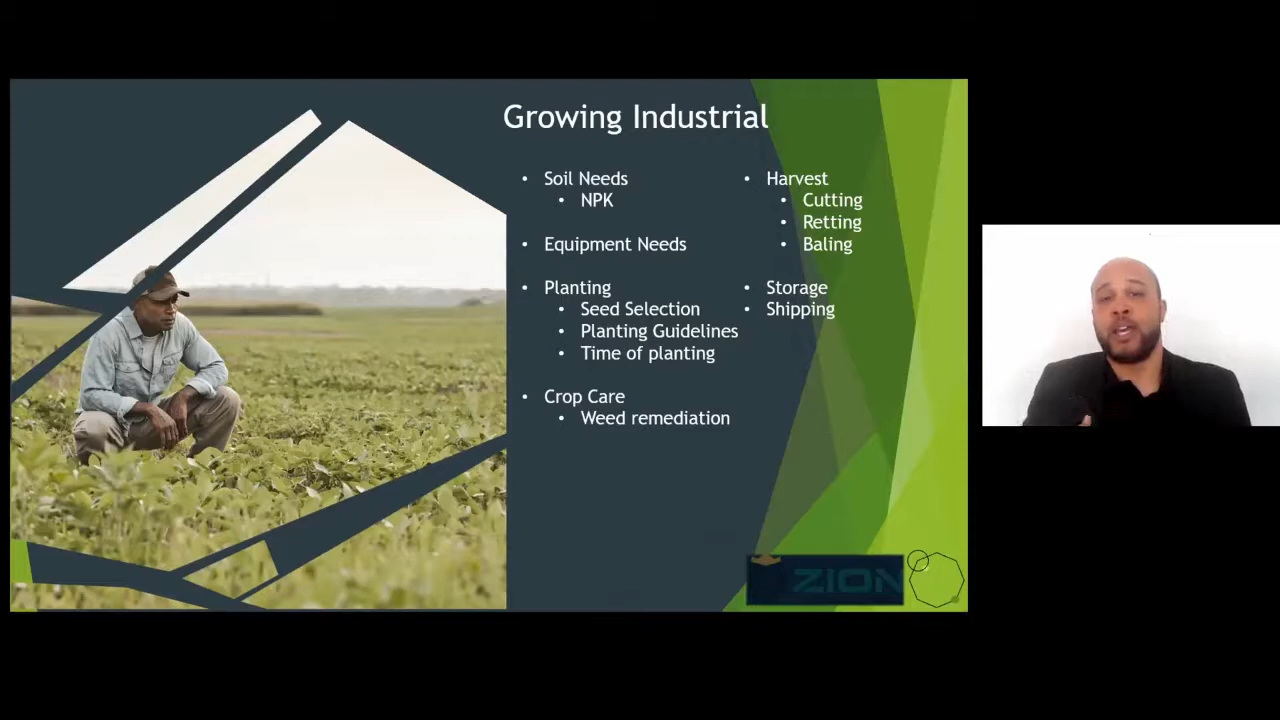 Growing Industrial
Soil Needs
NPK
Equipment Needs
Planting
Seed Selection
Planting Guidelines
Time of planting
Crop Care
Weed remediation
Harvest
Cutting
Retting
Baling
Storage
Shipping
ZION